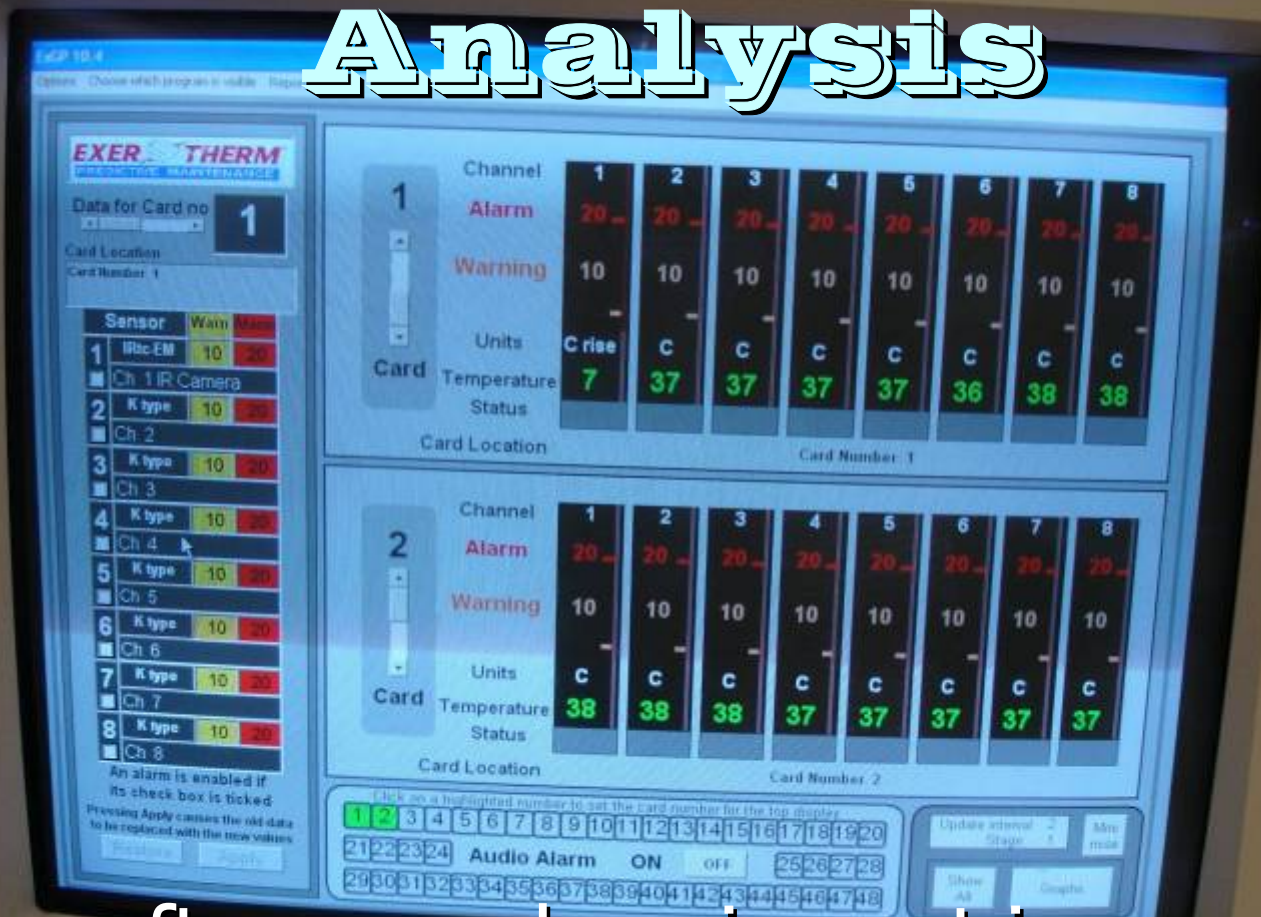 Analysis
ExGP 10.4
Options Choose which program is visible
EXER THERM
PREDICTIVE MAINTENANCE
Data for Card no 1
Card Location
Card Number 1
Sensor Warn Alarm
1 IRtc-EM 10 20
Ch 1 IR Camera
2 K type 10 20
Ch 2
3 K type 10 20
Ch 3
4 K type 10 20
Ch 4
5 K type 10 20
Ch 5
6 K type 10 20
Ch 6
7 K type 10 20
Ch 7
8 K type 10 20
Ch 8
An alarm is enabled if
its check box is ticked
Pressing Apply causes the old data
to be replaced with the new values
Restore Apply
1
Card
Channel 1 2 3 4 5 6 7 8
Alarm 20 20 20 20 20 20 20 20
Warning 10 10 10 10 10 10 10 10
Units C rise C C C C C C C
Temperature 7 37 37 37 37 36 38 38
Status
Card Location Card Number 1
2
Card
Channel 1 2 3 4 5 6 7 8
Alarm 20 20 20 20 20 20 20 20
Warning 10 10 10 10 10 10 10 10
Units C C C C C C C C
Temperature 38 38 38 37 37 37 37 37
Status
Card Location Card Number 2
Click on a highlighted number to set the card number for the top display
1 2 3 4 5 6 7 8 9 10 11 12 13 14 15 16 17 18 19 20
21 22 23 24 Audio Alarm ON OFF 25 26 27 28
29 30 31 32 33 34 35 36 37 38 39 40 41 42 43 44 45 46 47 48
Update interval 2
Stage
Show
All
Graphs